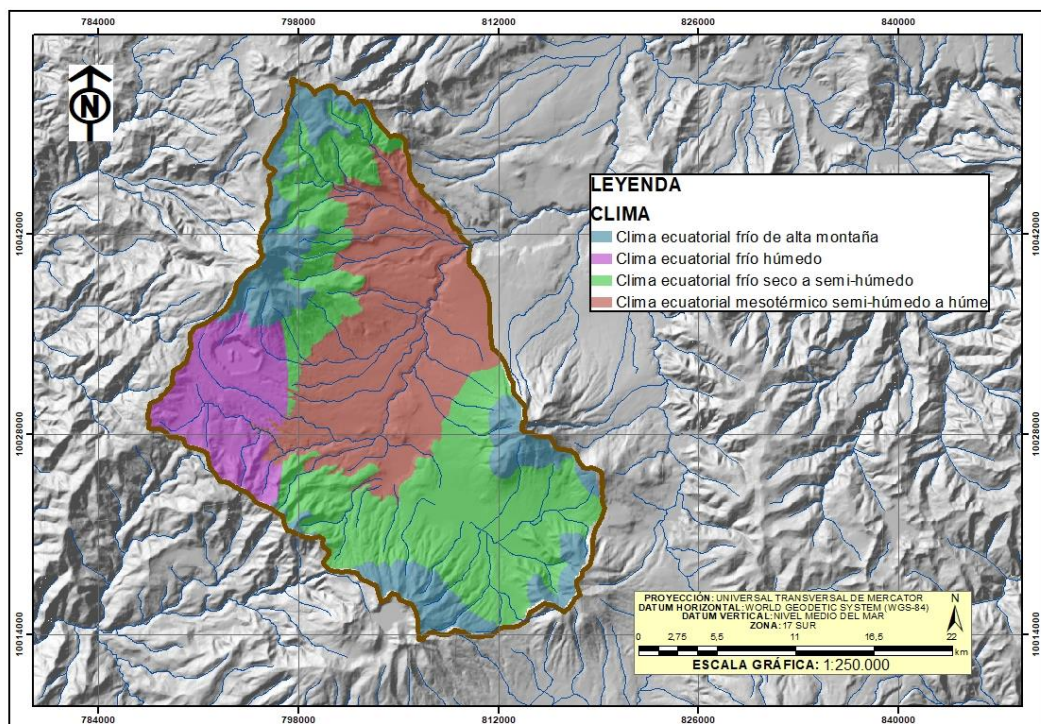 784000 798000 812000 826000 840000
N
LEYENDA
CLIMA
Clima ecuatorial frío de alta montaña
Clima ecuatorial frío húmedo
Clima ecuatorial frío seco a semi-húmedo
Clima ecuatorial mesotérmico semi-húmedo a húme
10042000 10042000
10028000 10028000
10014000 10014000
PROYECCIÓN: UNIVERSAL TRANSVERSAL DE MERCATOR
DATUM HORIZONTAL: WORLD GEODETIC SYSTEM (WGS-84)
DATUM VERTICAL: NIVEL MEDIO DEL MAR
ZONA: 17 SUR
N
0 2,75 5,5 11 16,5 22
km
ESCALA GRÁFICA: 1:250.000
784000 798000 812000 826000 840000